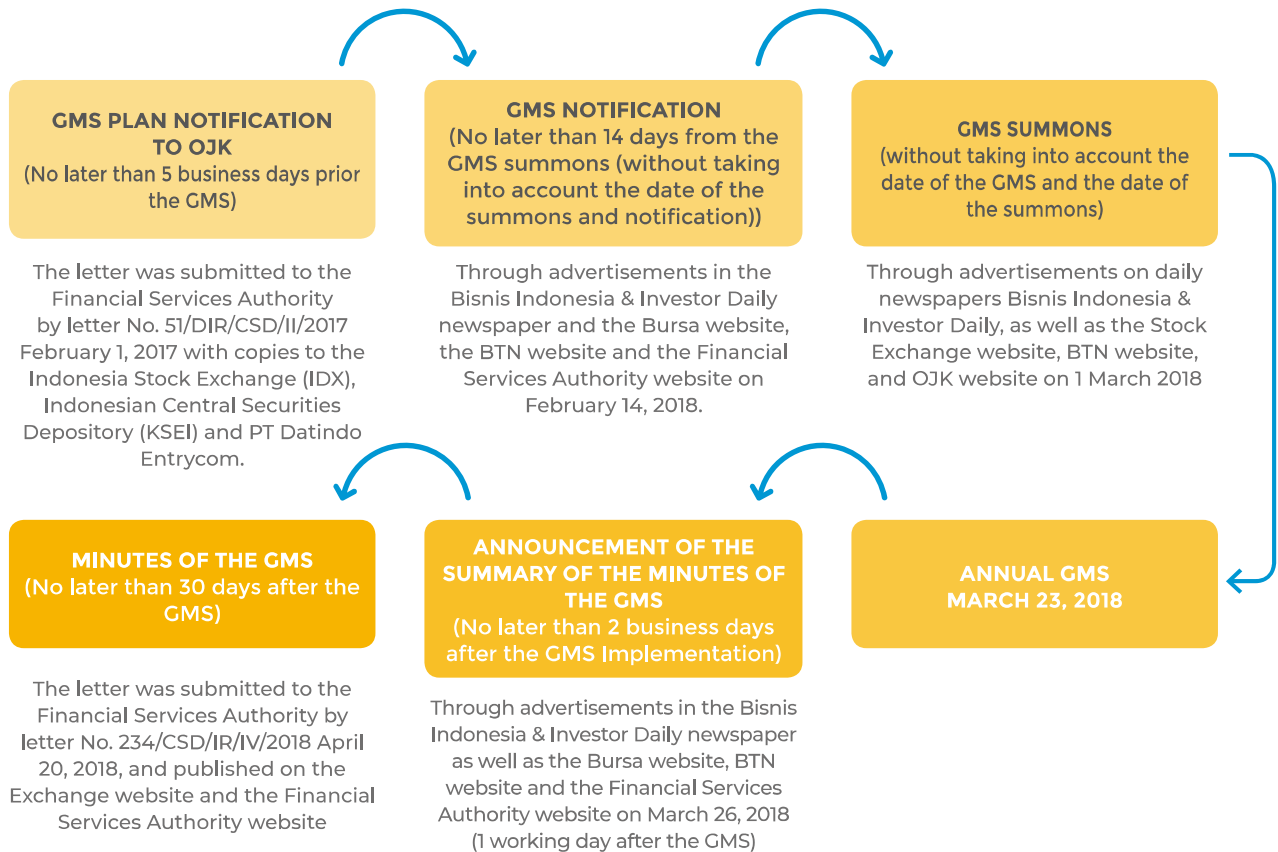 GMS PLAN NOTIFICATION
TO OJK
(No later than 5 business days prior
the GMS)
The letter was submitted to the
Financial Services Authority
by letter No. 51/DIR/CSD/II/2017
February 1, 2017 with copies to the
Indonesia Stock Exchange (IDX),
Indonesian Central Securities
Depository (KSEI) and PT Datindo
Entrycom.
GMS NOTIFICATION
(No later than 14 days from the
GMS summons (without taking
into account the date of the
summons and notification))
Through advertisements in the
Bisnis Indonesia & Investor Daily
newspaper and the Bursa website,
the BTN website and the Financial
Services Authority website on
February 14, 2018.
GMS SUMMONS
(without taking into account the
date of the GMS and the date of
the summons)
Through advertisements on daily
newspapers Bisnis Indonesia &
Investor Daily, as well as the Stock
Exchange website, BTN website,
and OJK website on 1 March 2018
ANNUAL GMS
MARCH 23, 2018
ANNOUNCEMENT OF THE
SUMMARY OF THE MINUTES OF
THE GMS
(No later than 2 business days
after the GMS Implementation)
Through advertisements in the Bisnis
Indonesia & Investor Daily newspaper
as well as the Bursa website, BTN
website and the Financial Services
Authority website on March 26, 2018
(1 working day after the GMS)
MINUTES OF THE GMS
(No later than 30 days after the
GMS)
The letter was submitted to the
Financial Services Authority by
letter No. 234/CSD/IR/IV/2018 April
20, 2018, and published on the
Exchange website and the Financial
Services Authority website